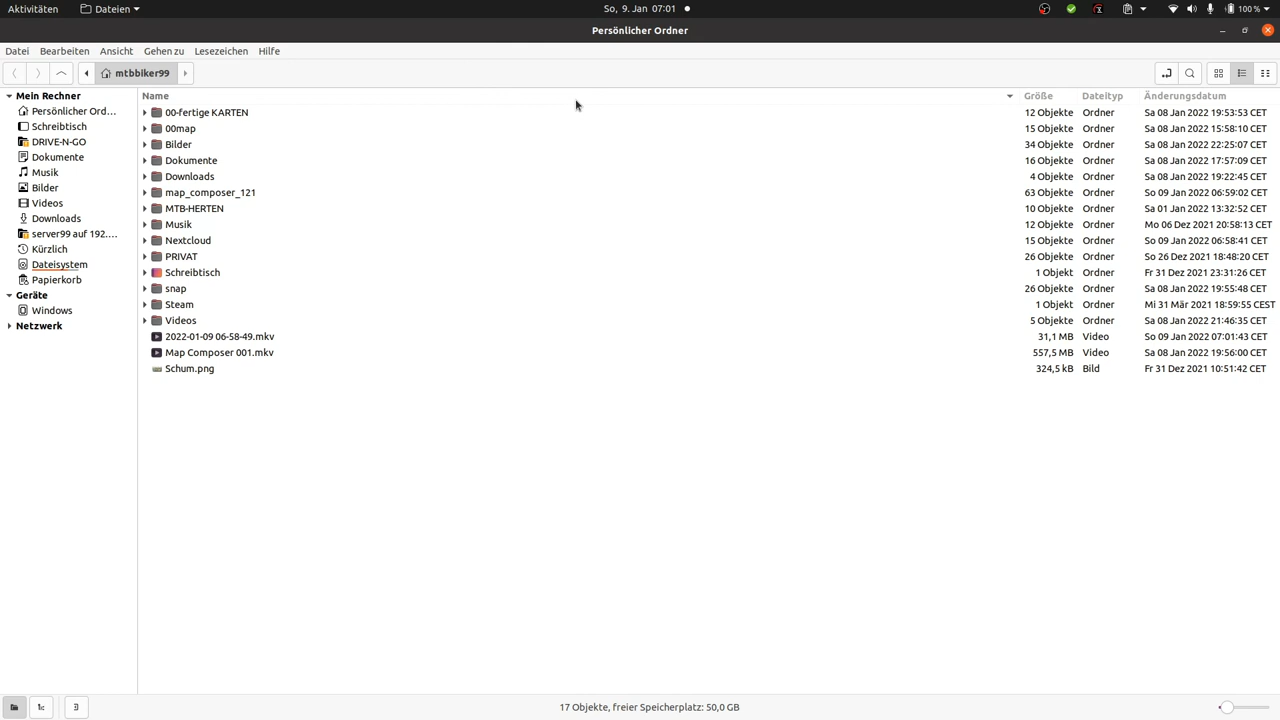 Aktivitäten Dateien So, 9. Jan 07:01 100 %
Persönlicher Ordner
Datei Bearbeiten Ansicht Gehen zu Lesezeichen Hilfe
mtbbiker99
Mein Rechner
Persönlicher Ord…
Schreibtisch
DRIVE-N-GO
Dokumente
Musik
Bilder
Videos
Downloads
server99 auf 192.…
Kürzlich
Dateisystem
Papierkorb
Geräte
Windows
Netzwerk
Name Größe Dateityp Änderungsdatum
00-fertige KARTEN 12 Objekte Ordner Sa 08 Jan 2022 19:53:53 CET
00map 15 Objekte Ordner Sa 08 Jan 2022 15:58:10 CET
Bilder 34 Objekte Ordner Sa 08 Jan 2022 22:25:07 CET
Dokumente 16 Objekte Ordner Sa 08 Jan 2022 17:57:09 CET
Downloads 4 Objekte Ordner Sa 08 Jan 2022 19:22:45 CET
map_composer_121 63 Objekte Ordner So 09 Jan 2022 06:59:02 CET
MTB-HERTEN 10 Objekte Ordner Sa 01 Jan 2022 13:32:52 CET
Musik 12 Objekte Ordner Mo 06 Dez 2021 20:58:13 CET
Nextcloud 15 Objekte Ordner So 09 Jan 2022 06:58:41 CET
PRIVAT 26 Objekte Ordner So 26 Dez 2021 18:48:20 CET
Schreibtisch 1 Objekt Ordner Fr 31 Dez 2021 23:31:26 CET
snap 26 Objekte Ordner Sa 08 Jan 2022 19:55:48 CET
Steam 1 Objekt Ordner Mi 31 Mär 2021 18:59:55 CEST
Videos 5 Objekte Ordner Sa 08 Jan 2022 21:46:35 CET
2022-01-09 06-58-49.mkv 31,1 MB Video So 09 Jan 2022 07:01:43 CET
Map Composer 001.mkv 557,5 MB Video Sa 08 Jan 2022 19:56:00 CET
Schum.png 324,5 kB Bild Fr 31 Dez 2021 10:51:42 CET
17 Objekte, freier Speicherplatz: 50,0 GB